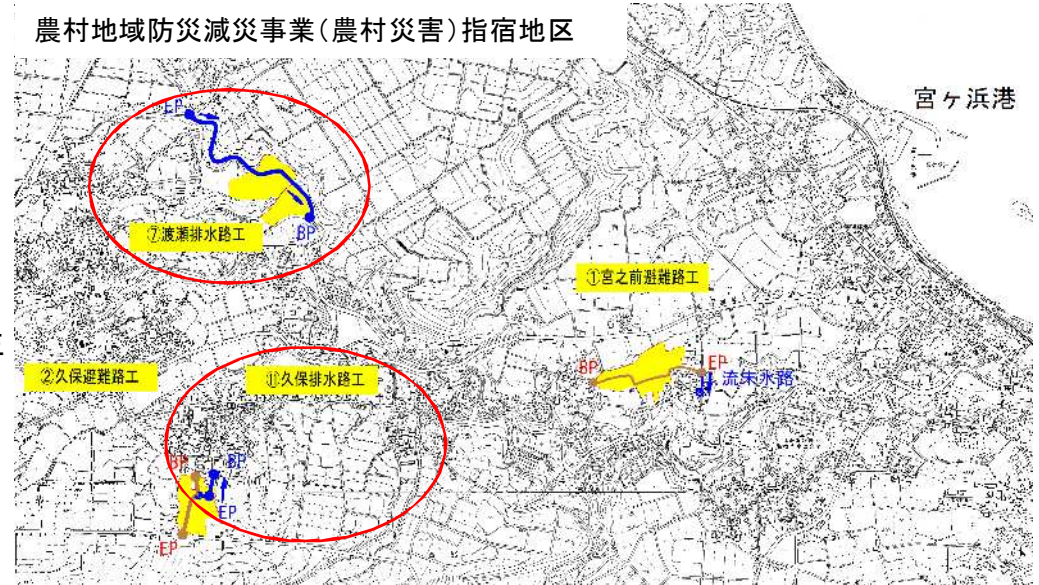 農村地域防災減災事業（農村災害）指宿地区
宮ヶ浜港
EP
⑦渡瀬排水路工
BP
①宮之前避難路工
BP
EP
流末水路
②久保避難路工
⑪久保排水路工
BP
BP
EP
EP